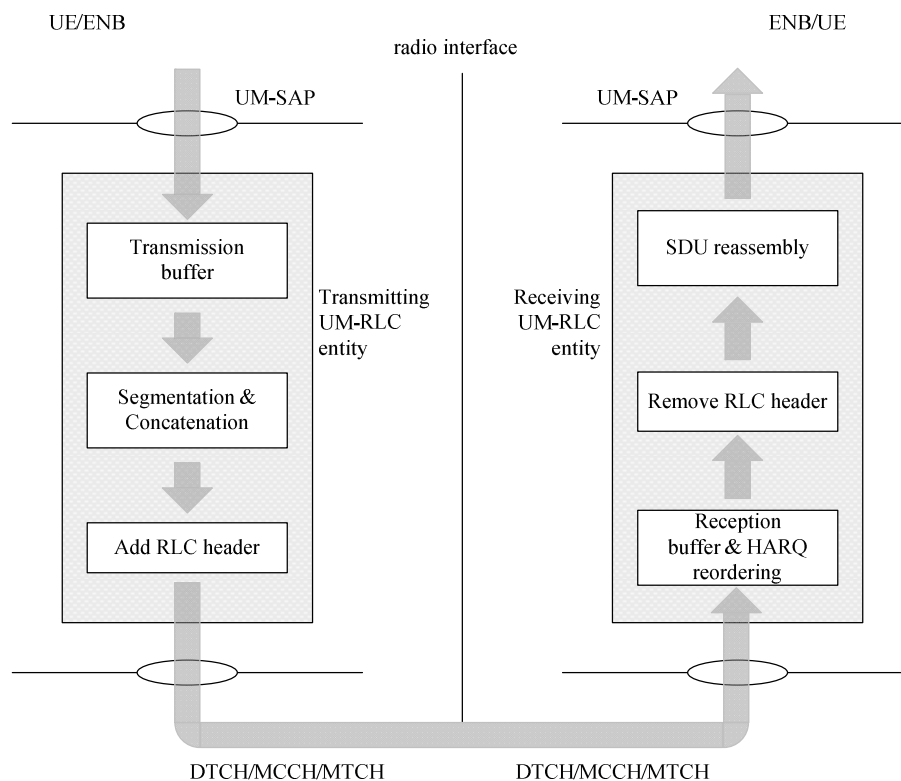 UE/ENB
ENB/UE
radio interface
UM-SAP
UM-SAP
Transmission
buffer
Segmentation &
Concatenation
Add RLC header
Transmitting
UM-RLC
entity
Receiving
UM-RLC
entity
SDU reassembly
Remove RLC header
Reception
buffer & HARQ
reordering
DTCH/MCCH/MTCH
DTCH/MCCH/MTCH